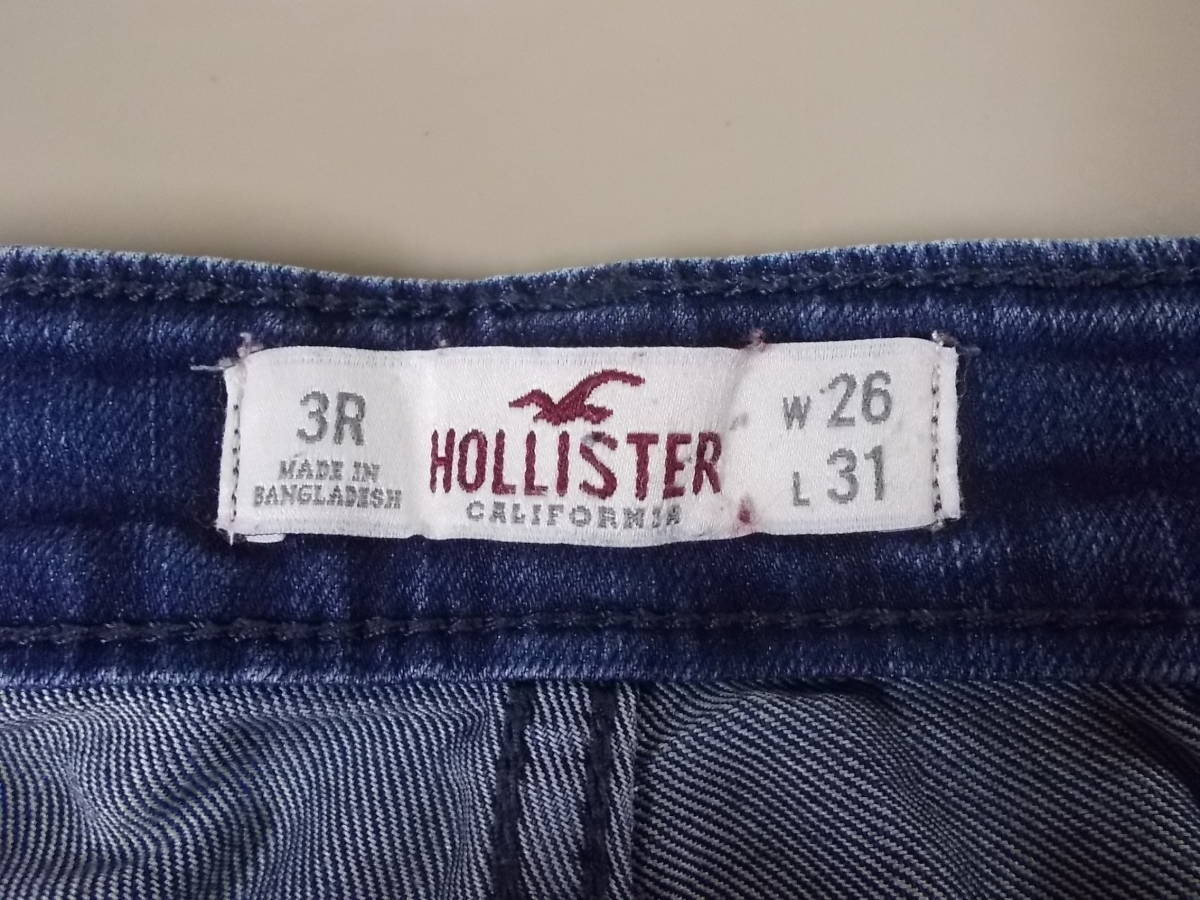 3R
MADE IN
BANGLADESH
HOLLISTER
CALIFORNIA
W 26
L 31